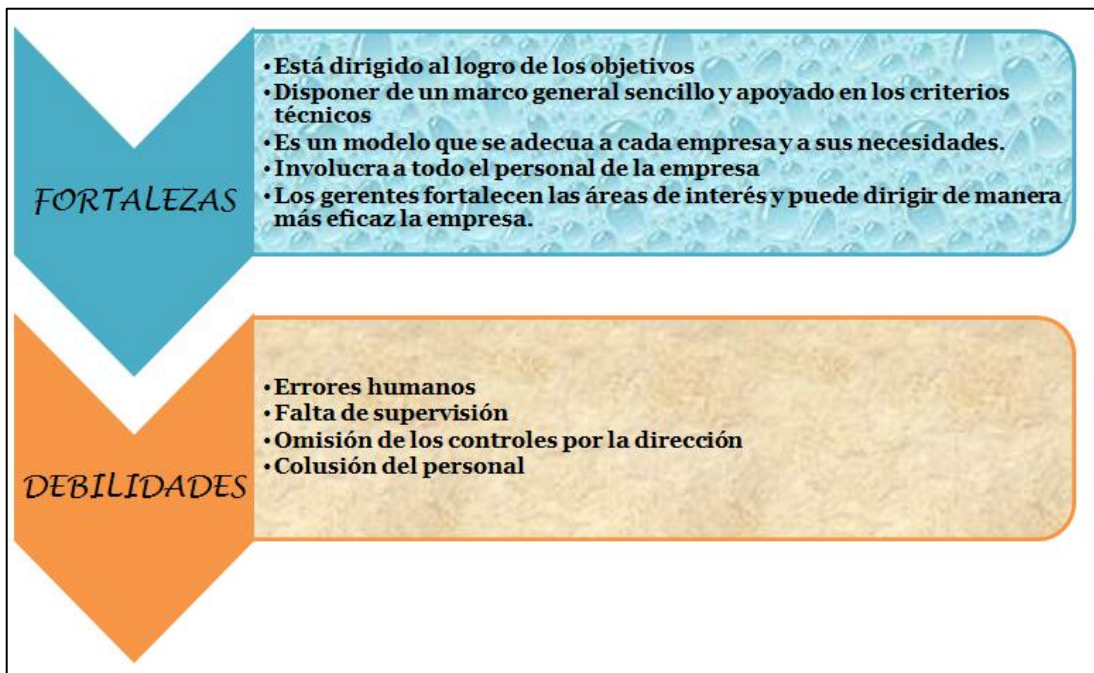 FORTALEZAS
•Está dirigido al logro de los objetivos
•Disponer de un marco general sencillo y apoyado en los criterios
técnicos
•Es un modelo que se adecua a cada empresa y a sus necesidades.
•Involucra a todo el personal de la empresa
•Los gerentes fortalecen las áreas de interés y puede dirigir de manera
más eficaz la empresa.
DEBILIDADES
•Errores humanos
•Falta de supervisión
•Omisión de los controles por la dirección
•Colusión del personal